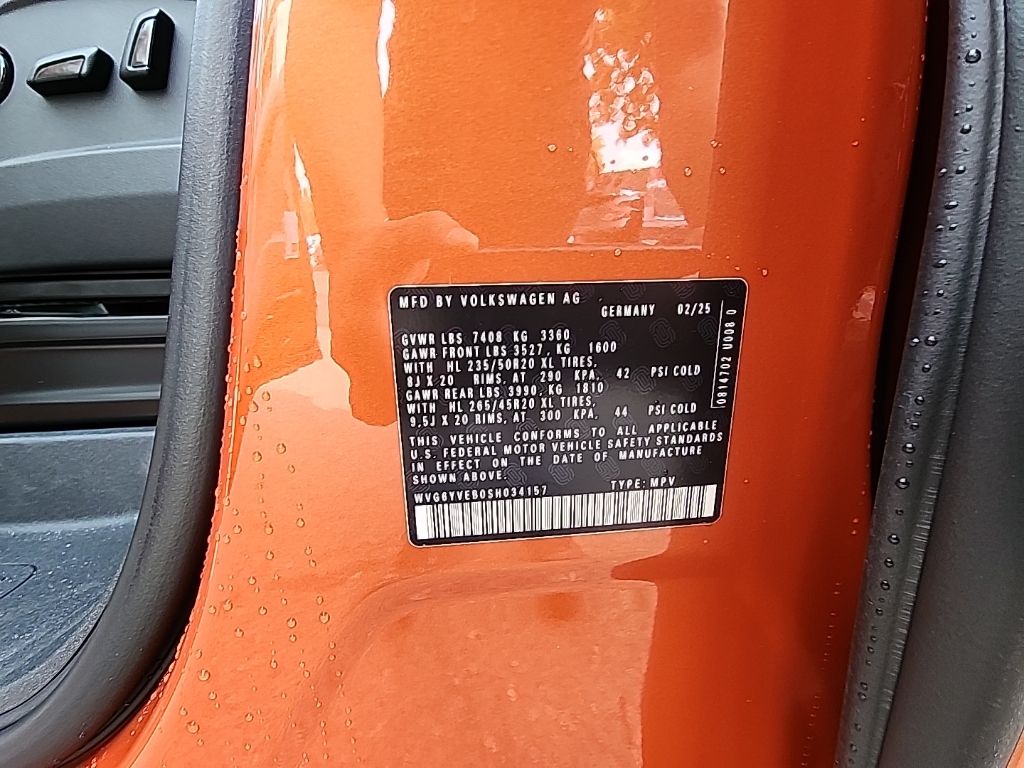 MFD BY VOLKSWAGEN AG
GERMANY 02/25
GVWR LBS 7408 KG 3360
GAWR FRONT LBS 3527, KG 1600
WITH HL 235/50R20 XL TIRES,
8J X 20 RIMS, AT 290 KPA, 42 PSI COLD
GAWR REAR LBS 3990, KG 1810
WITH HL 265/45R20 XL TIRES,
9,5J X 20 RIMS, AT 300 KPA, 44 PSI COLD
THIS VEHICLE CONFORMS TO ALL APPLICABLE
U.S. FEDERAL MOTOR VEHICLE SAFETY STANDARDS
IN EFFECT ON THE DATE OF MANUFACTURE
SHOWN ABOVE.
WVG6YVEB0SH034157 TYPE: MPV
0814702 U008 0